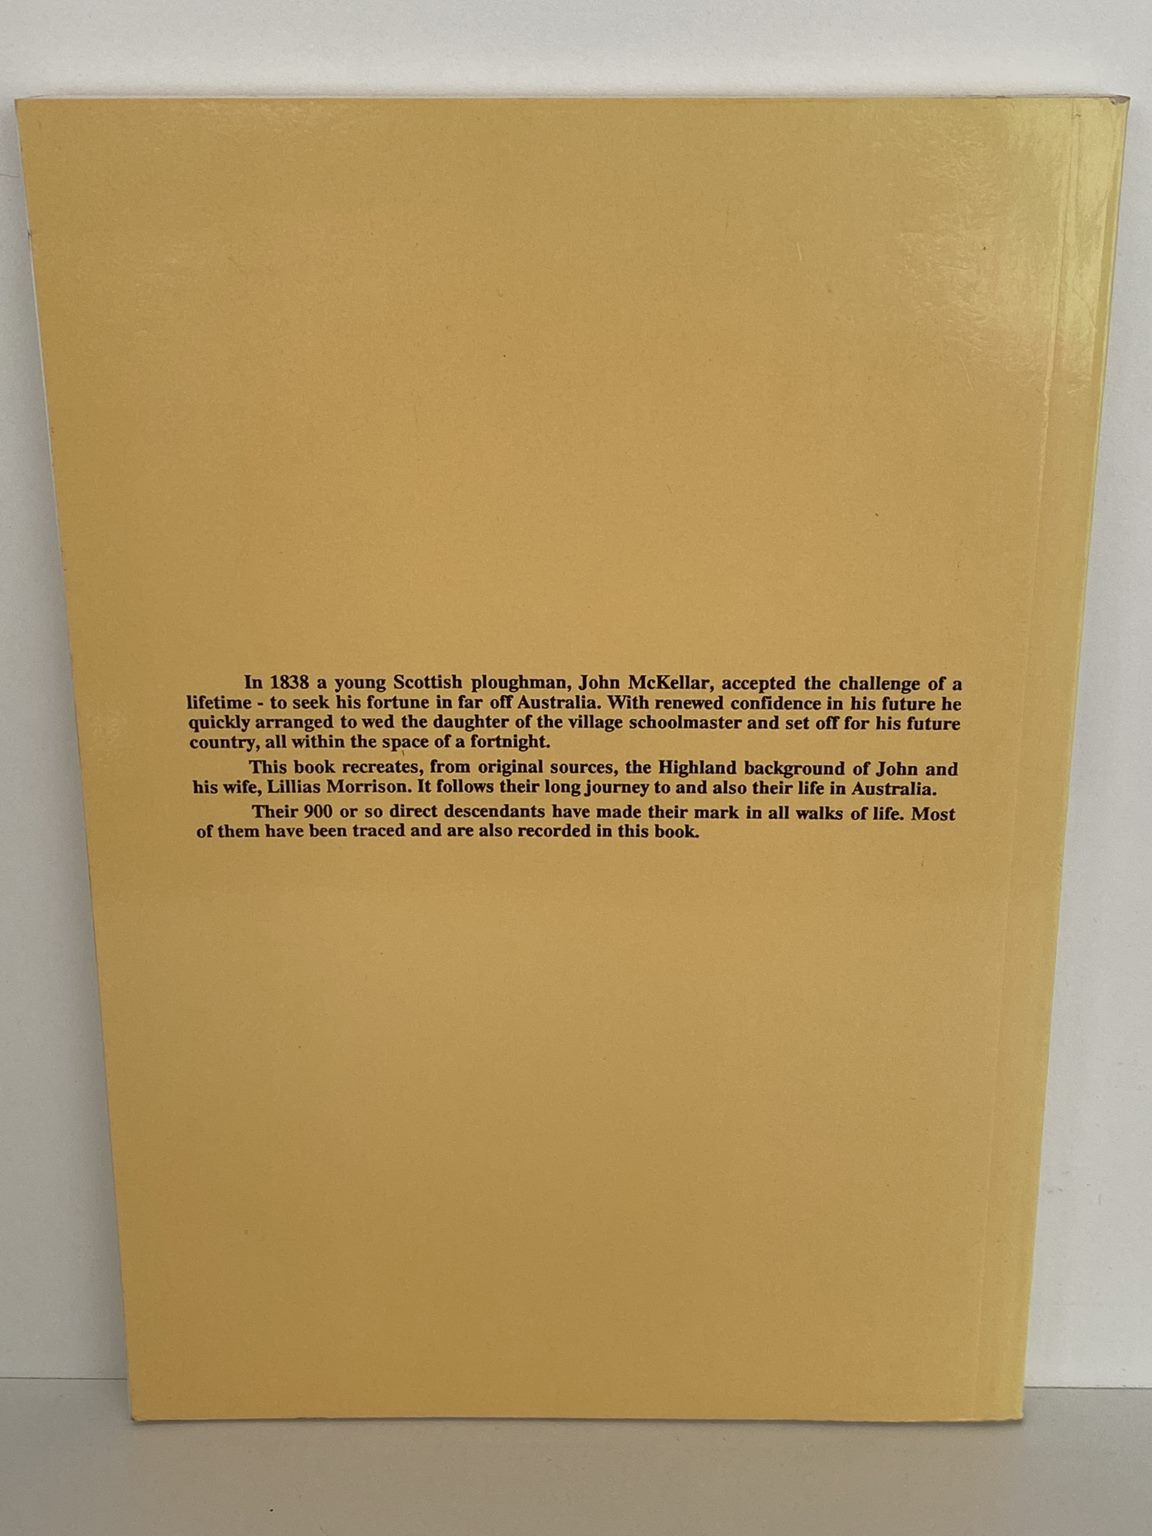 In 1838 a young Scottish ploughman, John McKellar, accepted the challenge of a
lifetime - to seek his fortune in far off Australia. With renewed confidence in his future he
quickly arranged to wed the daughter of the village schoolmaster and set off for his future
country, all within the space of a fortnight.
This book recreates, from original sources, the Highland background of John and
his wife, Lillias Morrison. It follows their long journey to and also their life in Australia.
Their 900 or so direct descendants have made their mark in all walks of life. Most
of them have been traced and are also recorded in this book.